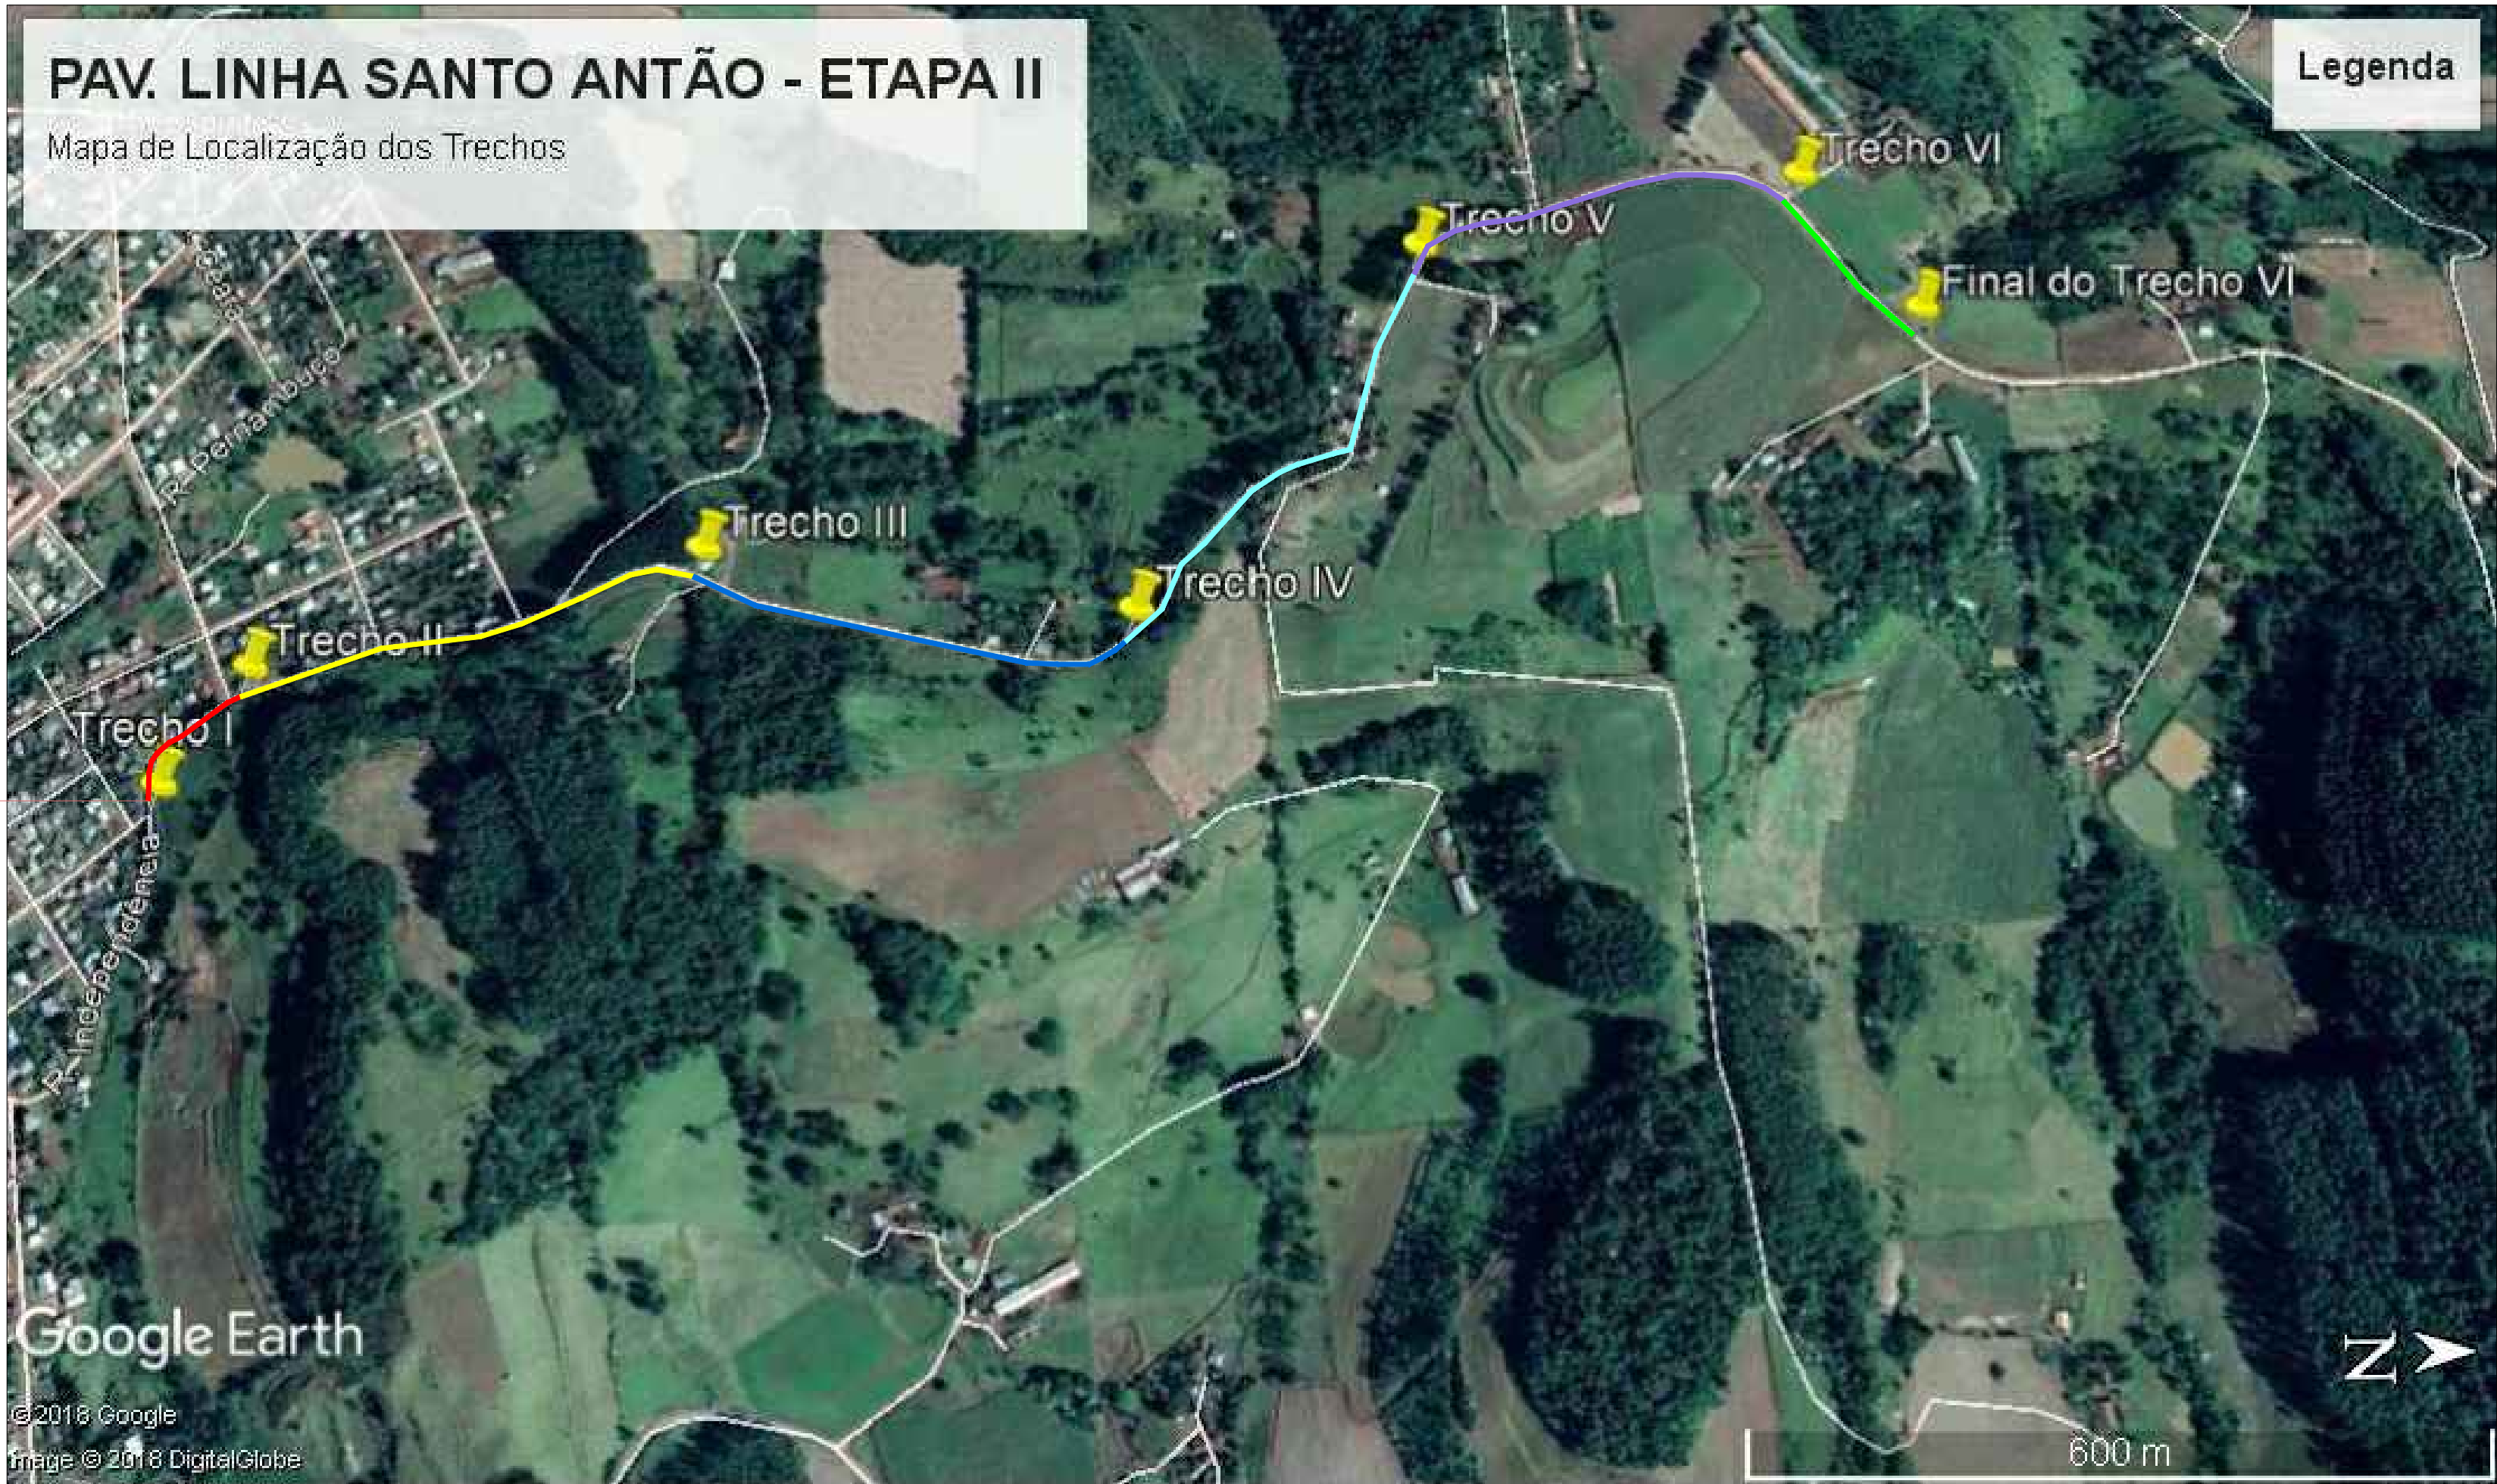 PAV. LINHA SANTO ANTÃO - ETAPA II
Mapa de Localização dos Trechos
Legenda
Trecho VI
Trecho V
Final do Trecho VI
R. Pernambuco
Trecho III
Trecho IV
Trecho II
Trecho I
R. Independência
Google Earth
N
© 2018 Google
Image © 2018 DigitalGlobe
600 m